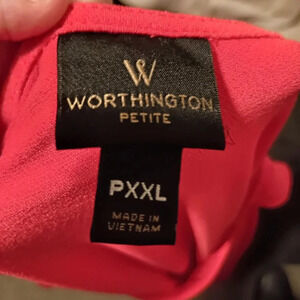 W
WORTHINGTON
PETITE
PXXL
MADE IN
VIETNAM